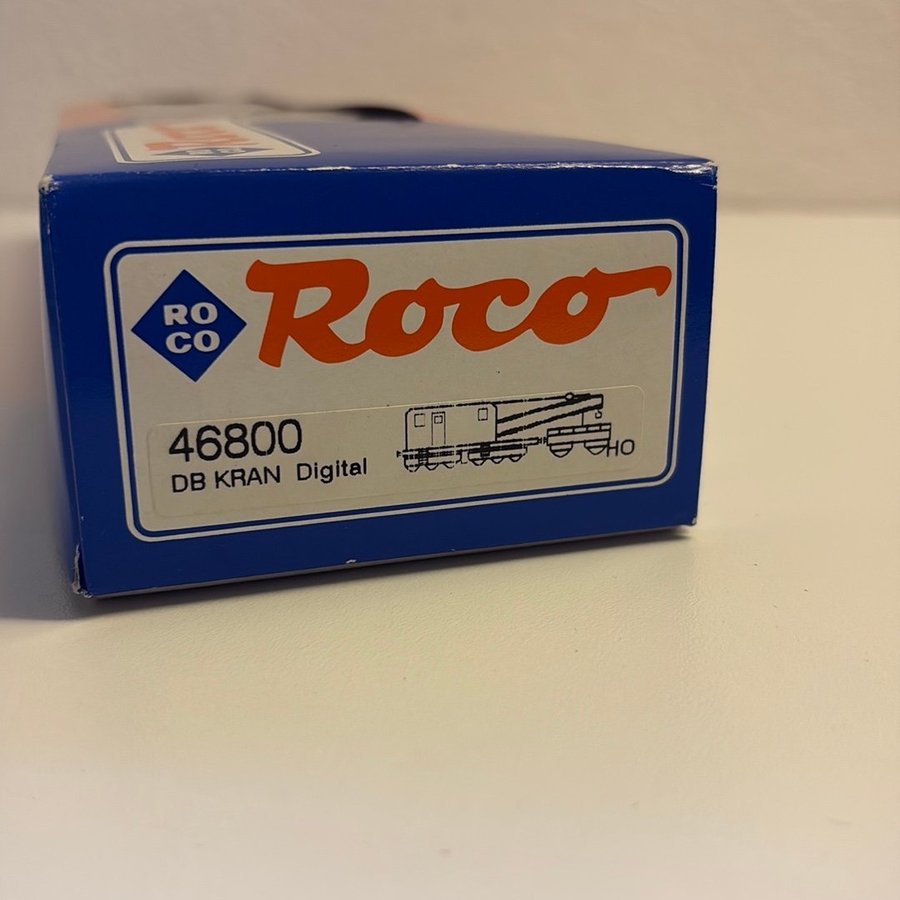 RO
CO
Roco
46800
DB KRAN Digital
HO